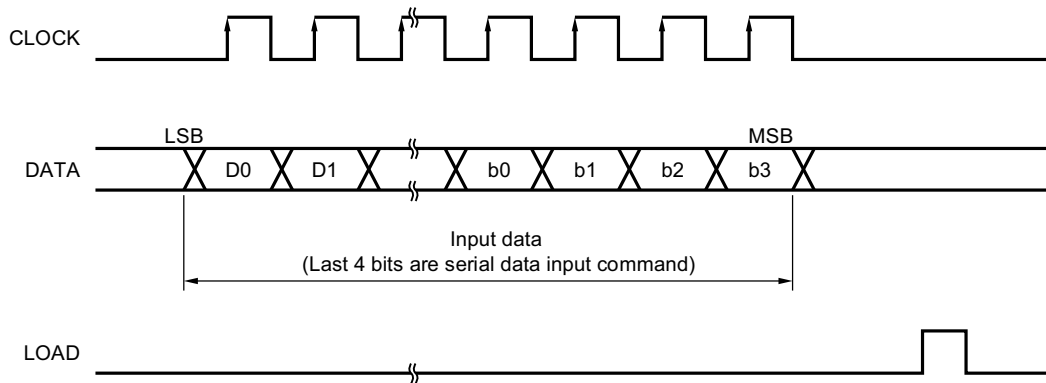 CLOCK
LSB
MSB
DATA
D0
D1
b0
b1
b2
b3
Input data
(Last 4 bits are serial data input command)
LOAD